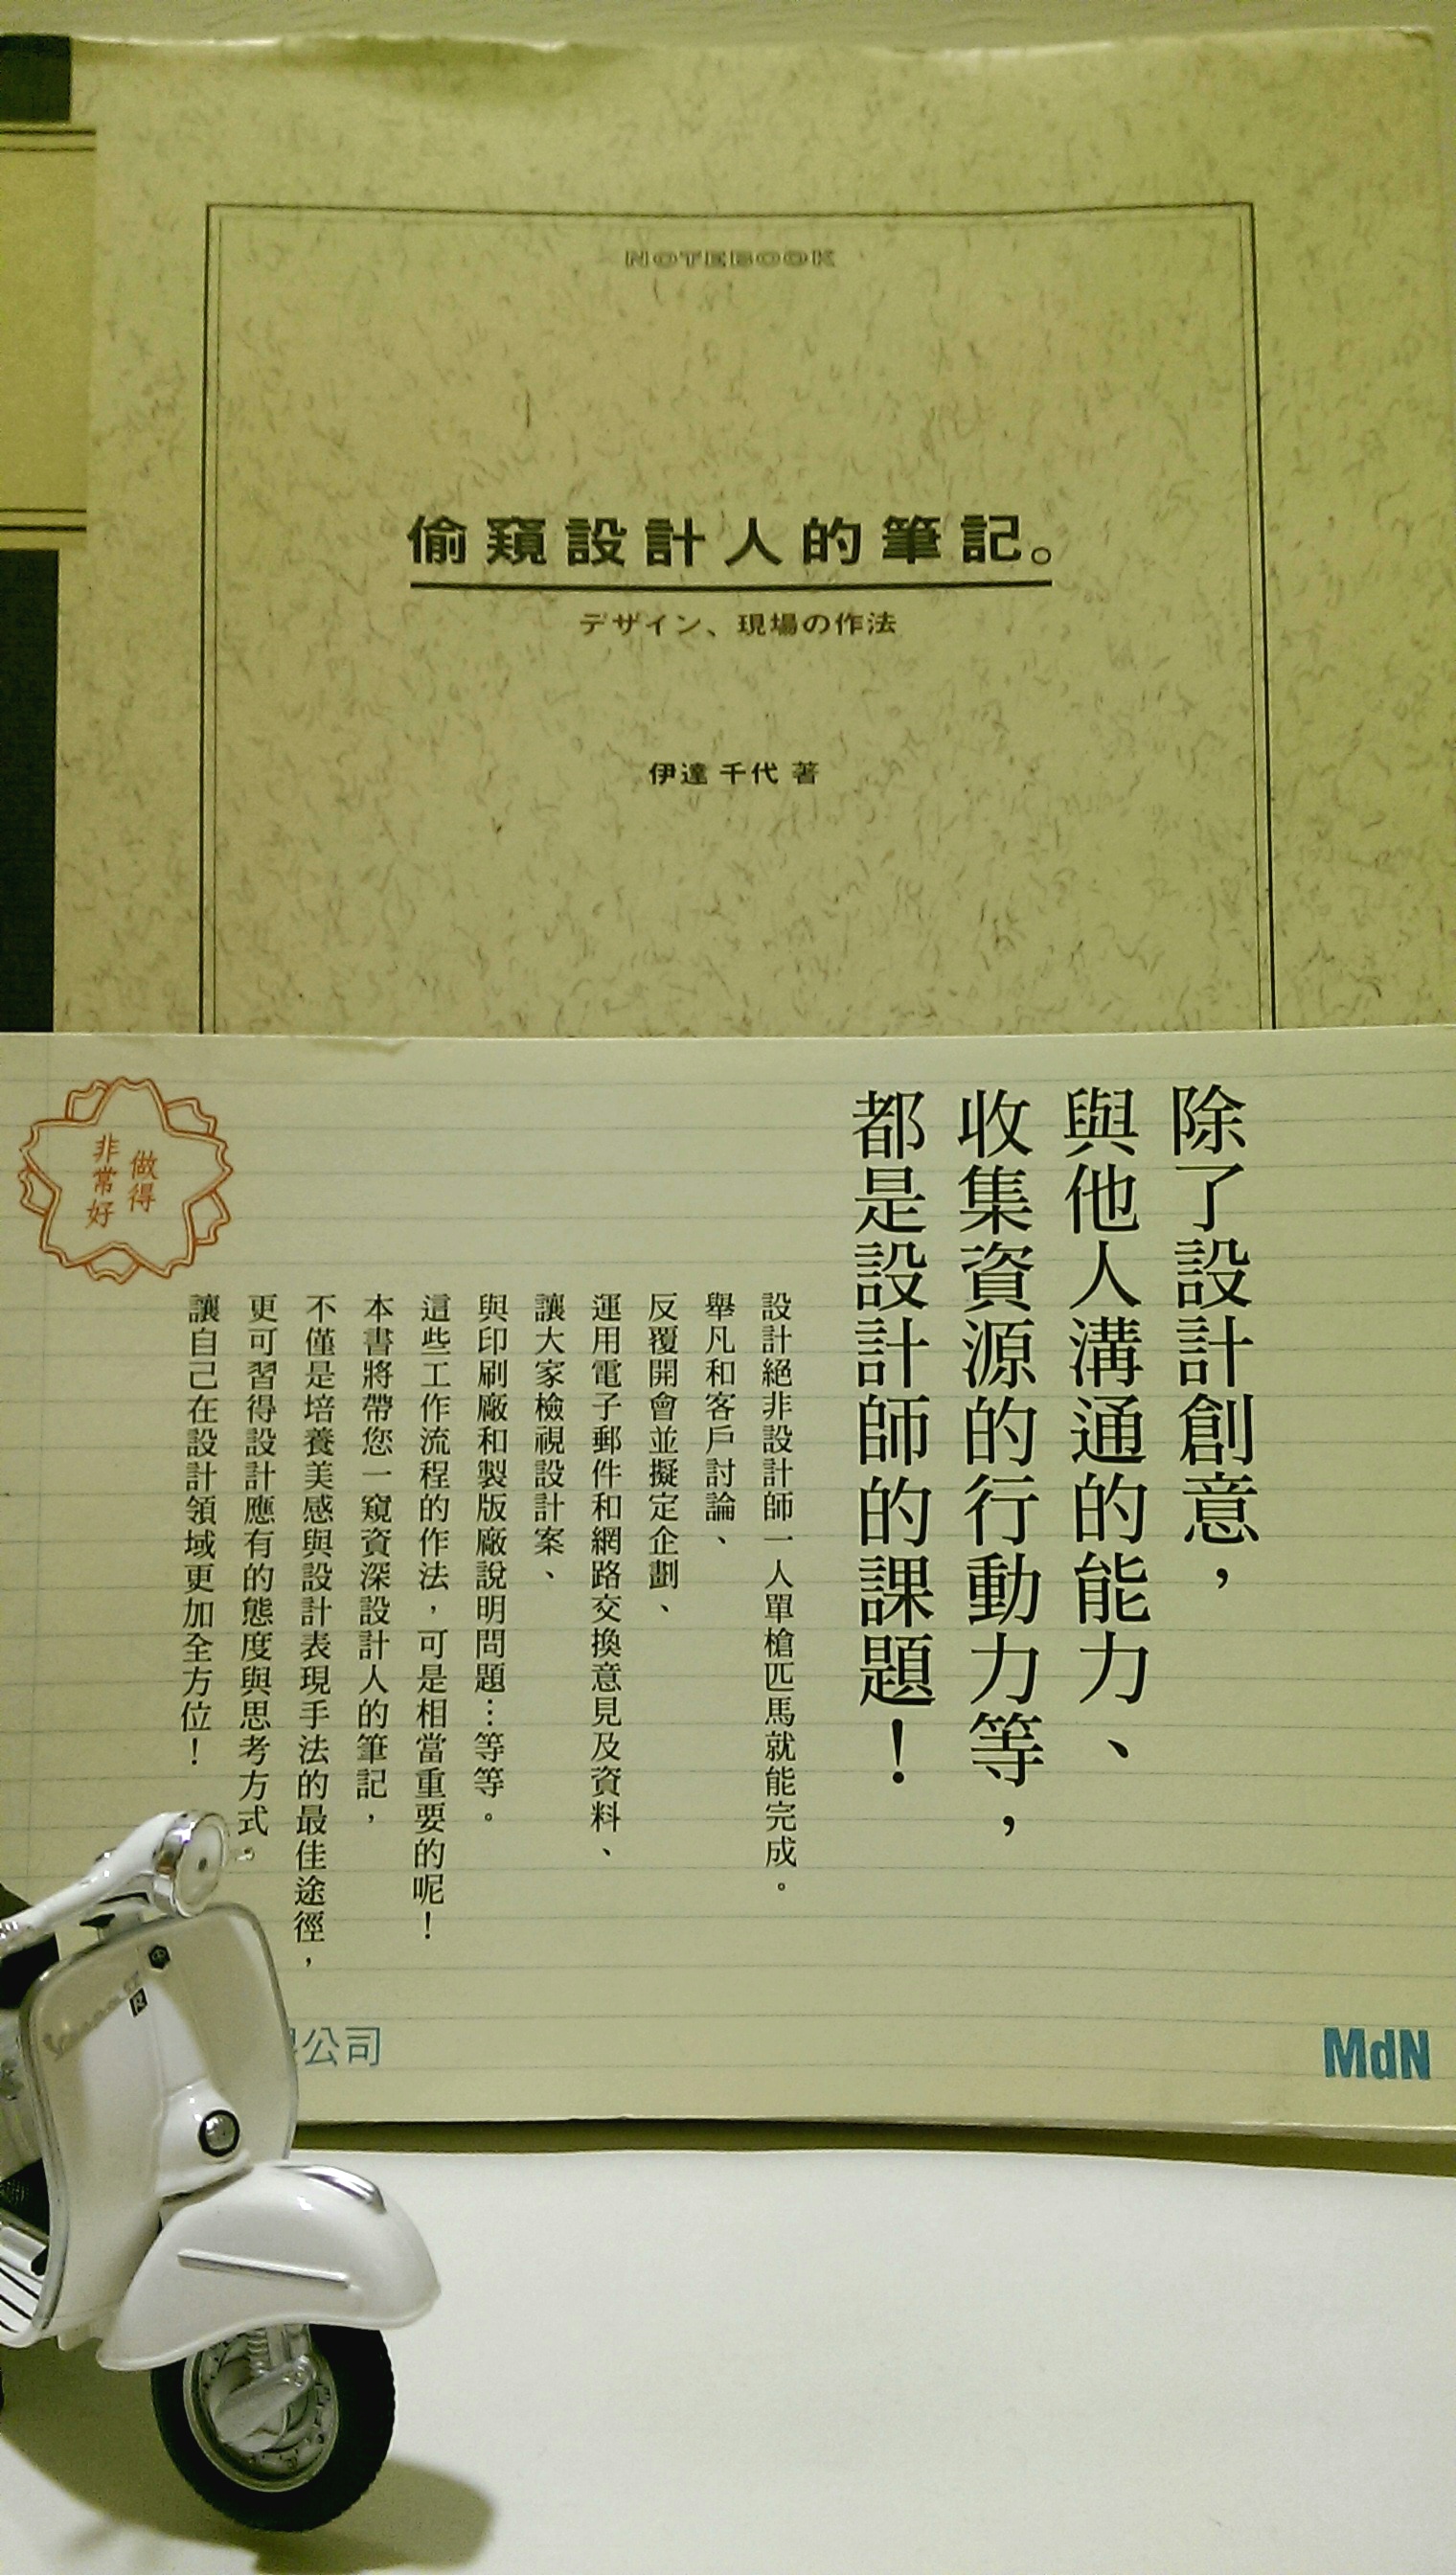 NOTEBOOK
偷窺設計人的筆記。
デザイン、現場の作法
伊達 千代 著
除了設計創意，
與他人溝通的能力、
收集資源的行動力等，
都是設計師的課題！
設計絕非設計師一人單槍匹馬就能完成。
舉凡和客戶討論、
反覆開會並擬定企劃、
運用電子郵件和網路交換意見及資料、
讓大家檢視設計案、
與印刷廠和製版廠說明問題…等等。
這些工作流程的作法，可是相當重要的呢！
本書將帶您一窺資深設計人的筆記，
不僅是培養美感與設計表現手法的最佳途徑，
更可習得設計應有的態度與思考方式。
讓自己在設計領域更加全方位！
做得
非常好
公司
MdN